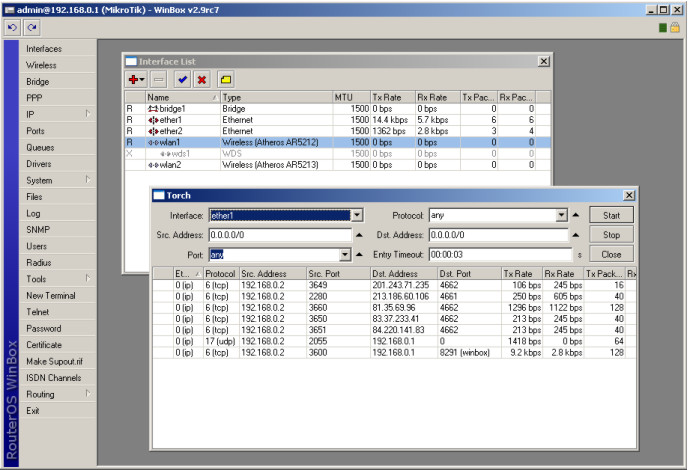 admin@192.168.0.1 (MikroTik) - WinBox v2.9rc7
Interfaces
Wireless
Bridge
PPP
IP
Ports
Queues
Drivers
System
Files
Log
SNMP
Users
Radius
Tools
New Terminal
Telnet
Password
Certificate
Make Supout.rif
ISDN Channels
Routing
Exit
RouterOS WinBox
Interface List
Name Type MTU Tx Rate Rx Rate Tx Pac... Rx Pac...
R bridge1 Bridge 1500 0 bps 0 bps 0 0
R ether1 Ethernet 1500 14.4 kbps 5.7 kbps 6 6
R ether2 Ethernet 1500 1362 bps 2.8 kbps 3 4
R wlan1 Wireless (Atheros AR5212) 1500 0 bps 0 bps 0 0
X wds1 WDS 1500 0 bps 0 bps 0 0
wlan2 Wireless (Atheros AR5213) 1500 0 bps 0 bps 0 0
Torch
Interface: ether1 Protocol: any Start
Src. Address: 0.0.0.0/0 Dst. Address: 0.0.0.0/0 Stop
Port: any Entry Timeout: 00:00:03 s Close
Et... Protocol Src. Address Src. Port Dst. Address Dst. Port Tx Rate Rx Rate Tx Pack... Rx
0 (ip) 6 (tcp) 192.168.0.2 3649 201.243.71.235 4662 106 bps 245 bps 16
0 (ip) 6 (tcp) 192.168.0.2 2280 213.186.60.106 4661 250 bps 605 bps 40
0 (ip) 6 (tcp) 192.168.0.2 3660 81.35.69.96 4662 1296 bps 1122 bps 128
0 (ip) 6 (tcp) 192.168.0.2 3650 83.37.233.41 4662 213 bps 245 bps 40
0 (ip) 6 (tcp) 192.168.0.2 3651 84.220.141.83 4662 213 bps 245 bps 40
0 (ip) 17 (udp) 192.168.0.2 2055 192.168.0.1 0 1418 bps 0 bps 64
0 (ip) 6 (tcp) 192.168.0.2 3600 192.168.0.1 8291 (winbox) 9.2 kbps 2.8 kbps 128